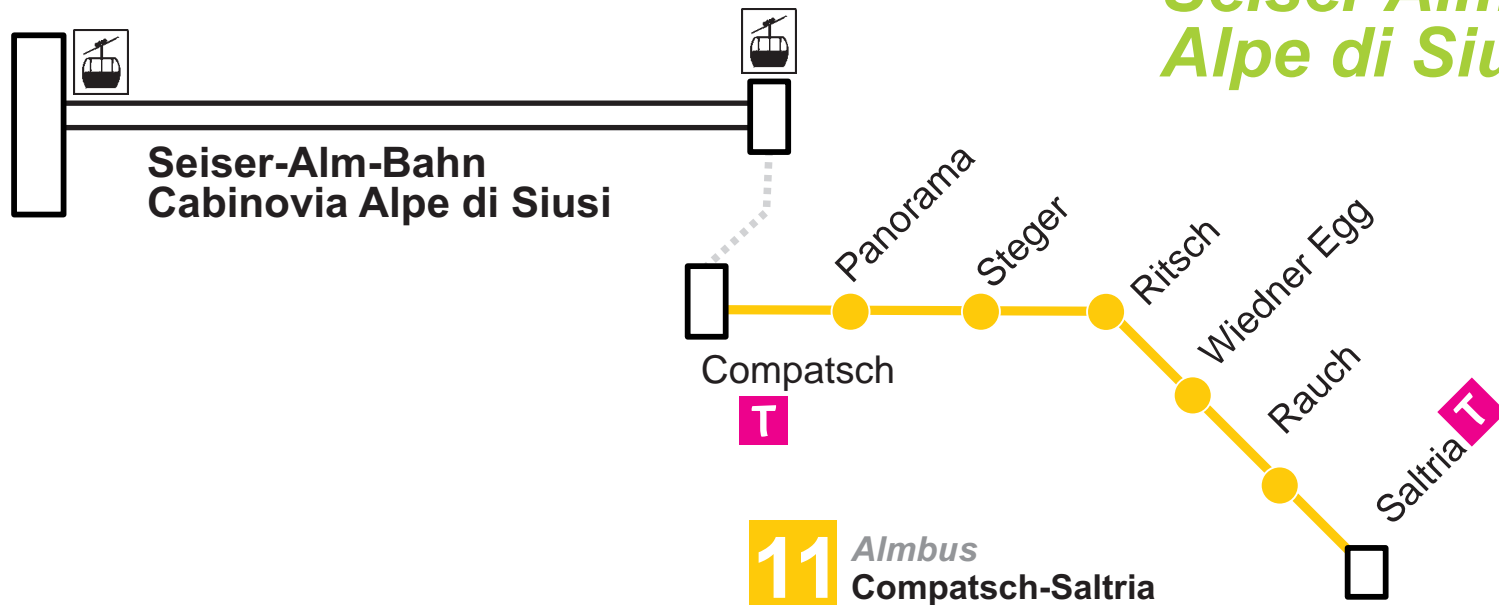 Alpe di Siu
Seiser-Alm-Bahn
Cabinovia Alpe di Siusi
Panorama
Steger
Ritsch
Wiedner Egg
Rauch
Saltria T
Compatsch
T
11 Almbus
Compatsch-Saltria